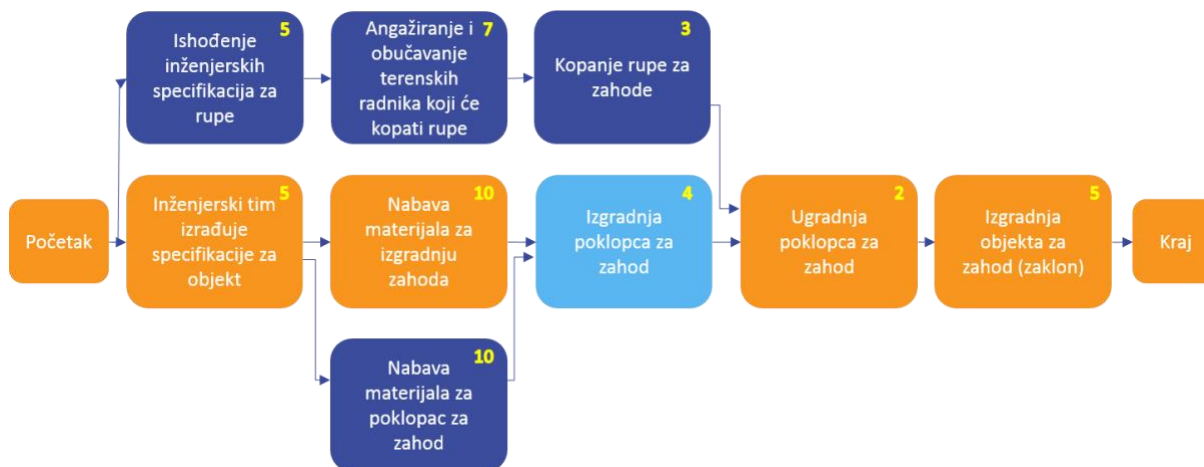 5
Ishođenje
inženjerskih
specifikacija za
rupe
7
Angažiranje i
obučavanje
terenskih
radnika koji će
kopati rupe
3
Kopanje rupe za
zahode
Početak
5
Inženjerski tim
izrađuje
specifikacije za
objekt
10
Nabava
materijala za
izgradnju
zahoda
4
Izgradnja
poklopca za
zahod
2
Ugradnja
poklopca za
zahod
5
Izgradnja
objekta za
zahod (zaklon)
Kraj
10
Nabava
materijala za
poklopac za
zahod